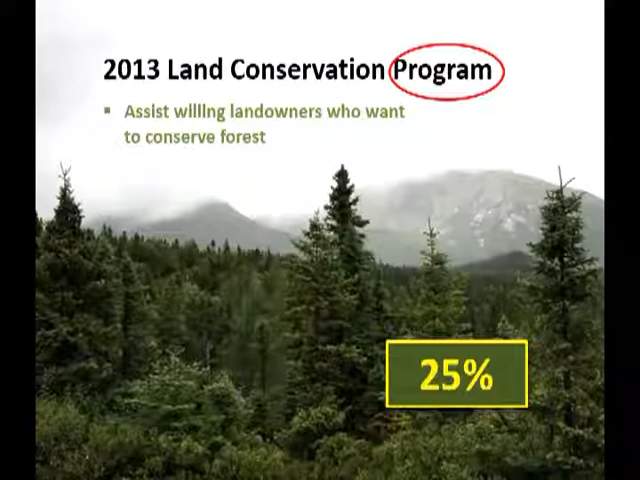 2013 Land Conservation Program
▪ Assist willing landowners who want
to conserve forest
25%